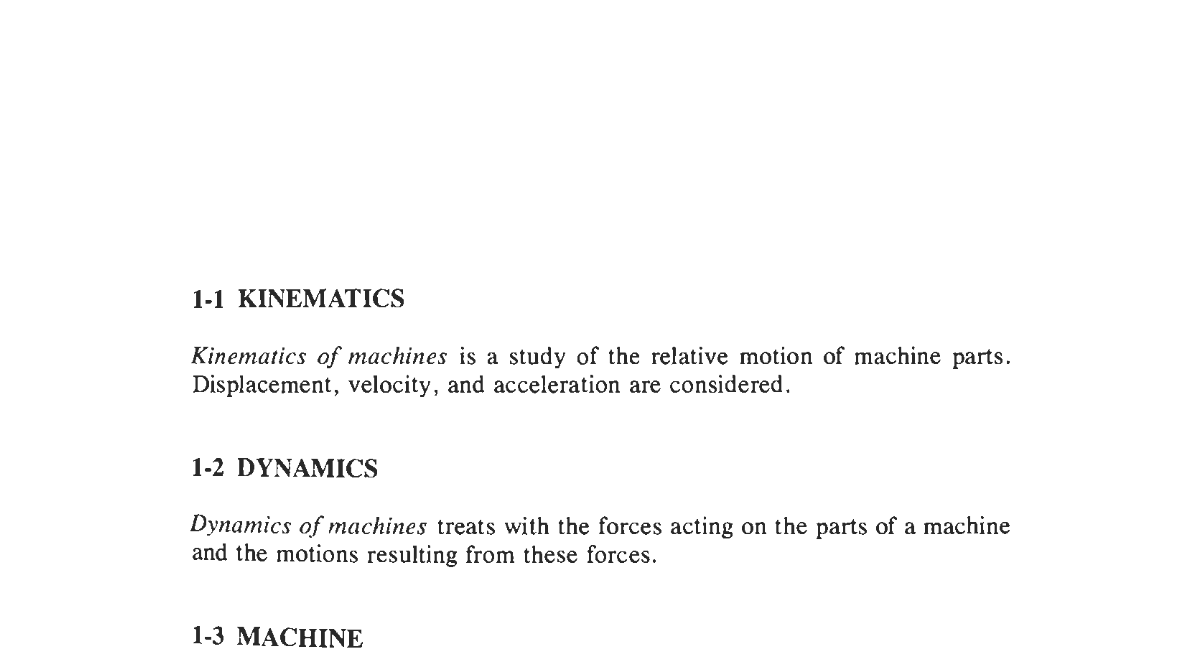 1-1 KINEMATICS
Kinematics of machines is a study of the relative motion of machine parts.
Displacement, velocity, and acceleration are considered.
1-2 DYNAMICS
Dynamics of machines treats with the forces acting on the parts of a machine
and the motions resulting from these forces.
1-3 MACHINE